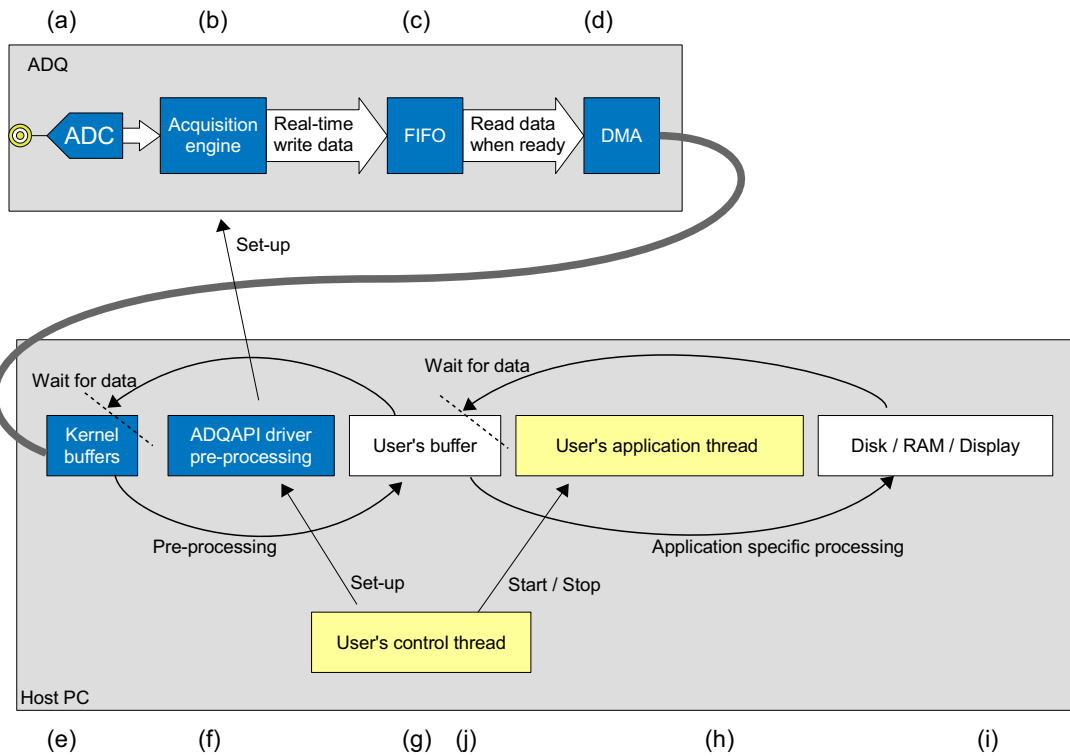 (a) (b) (c) (d)
ADQ
ADC
Acquisition
engine
Real-time
write data
FIFO
Read data
when ready
DMA
Set-up
Wait for data
Wait for data
Kernel
buffers
ADQAPI driver
pre-processing
User's buffer
User's application thread
Disk / RAM / Display
Pre-processing
Application specific processing
Set-up
Start / Stop
User's control thread
Host PC
(e) (f) (g) (j) (h) (i)